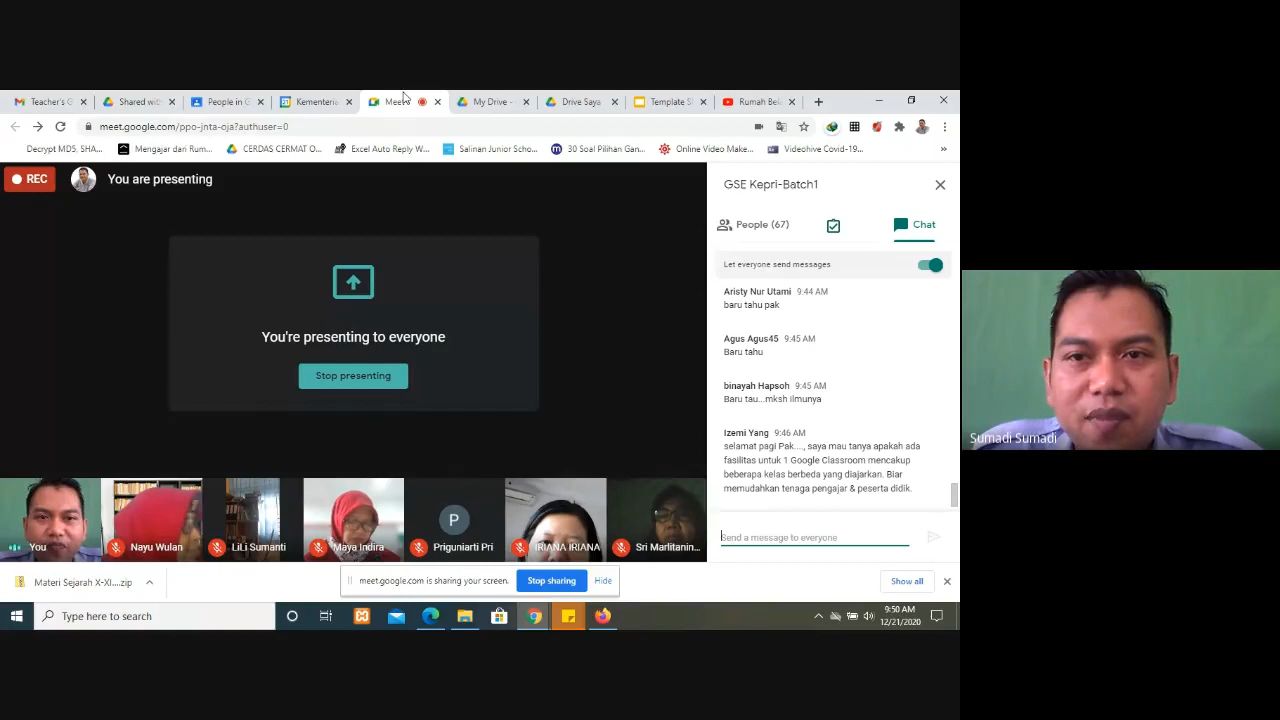 Teacher's G
Shared with
People in G
Kementeria
Meet
My Drive -
Drive Saya
Template Sl
Rumah Bela
meet.google.com/ppo-jnta-oja?authuser=0
Decrypt MD5, SHA...
Mengajar dari Rum...
CERDAS CERMAT O...
Excel Auto Reply W...
Salinan Junior Scho...
30 Soal Pilihan Gan...
Online Video Make...
Videohive Covid-19...
REC
You are presenting
You're presenting to everyone
Stop presenting
GSE Kepri-Batch1
People (67)
Chat
Let everyone send messages
Aristy Nur Utami 9:44 AM
baru tahu pak
Agus Agus45 9:45 AM
Baru tahu
binayah Hapsoh 9:45 AM
Baru tau...mksh ilmunya
Izemi Yang 9:46 AM
selamat pagi Pak...., saya mau tanya apakah ada
fasilitas untuk 1 Google Classroom mencakup
beberapa kelas berbeda yang diajarkan. Biar
memudahkan tenaga pengajar & peserta didik.
Send a message to everyone
You
Nayu Wulan
LiLi Sumanti
Maya Indira
P
Priguniarti Pri
IRIANA IRIANA
Sri Marlitanin...
Sumadi Sumadi
Materi Sejarah X-XI....zip
meet.google.com is sharing your screen.
Stop sharing
Hide
Show all
Type here to search
9:50 AM
12/21/2020